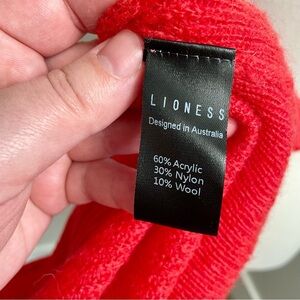 LIONESS
Designed in Australia
60% Acrylic
30% Nylon
10% Wool